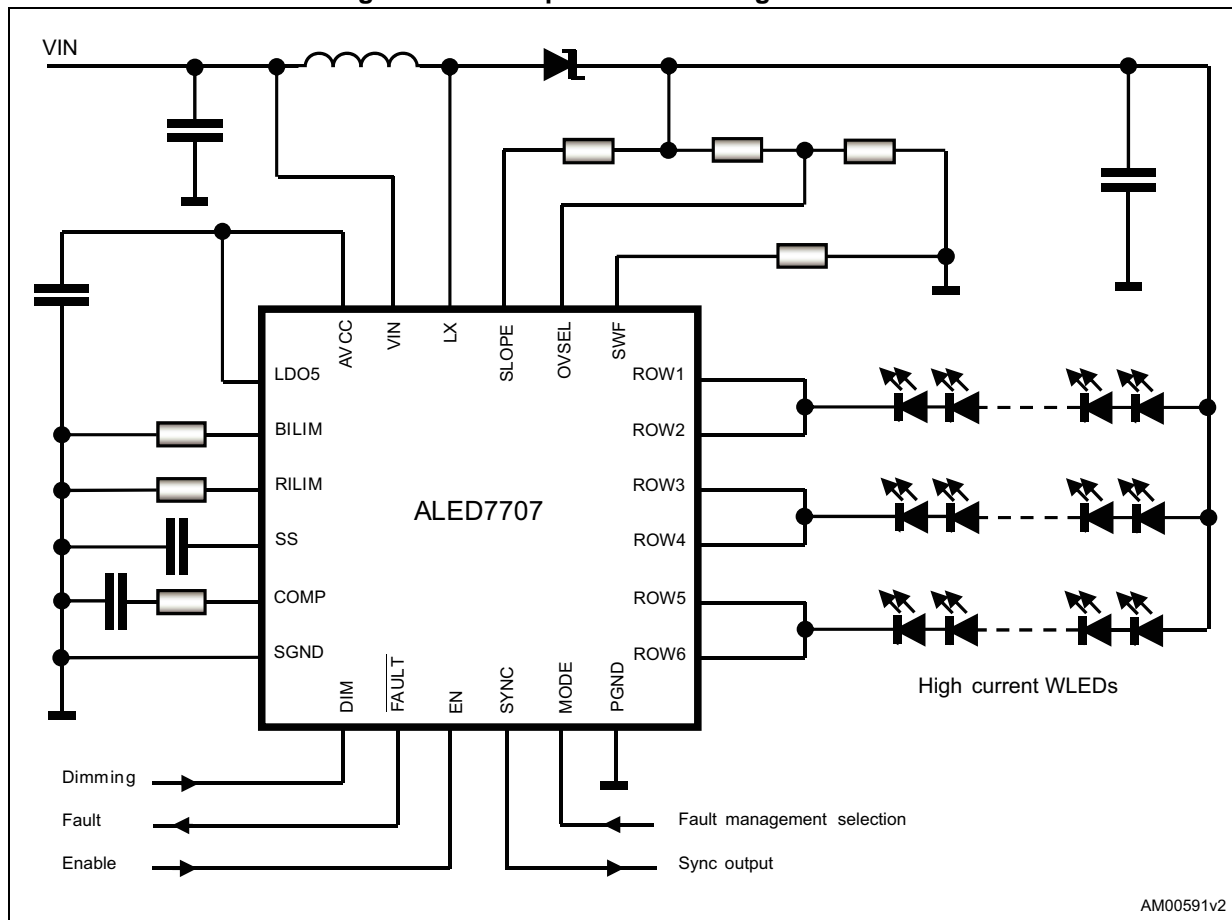 VIN
AVCC
VIN
LX
SLOPE
OVSEL
SWF
LDO5
BILIM
RILIM
SS
COMP
SGND
ALED7707
ROW1
ROW2
ROW3
ROW4
ROW5
ROW6
DIM
FAULT
EN
SYNC
MODE
PGND
High current WLEDs
Dimming
Fault
Enable
Fault management selection
Sync output
AM00591v2